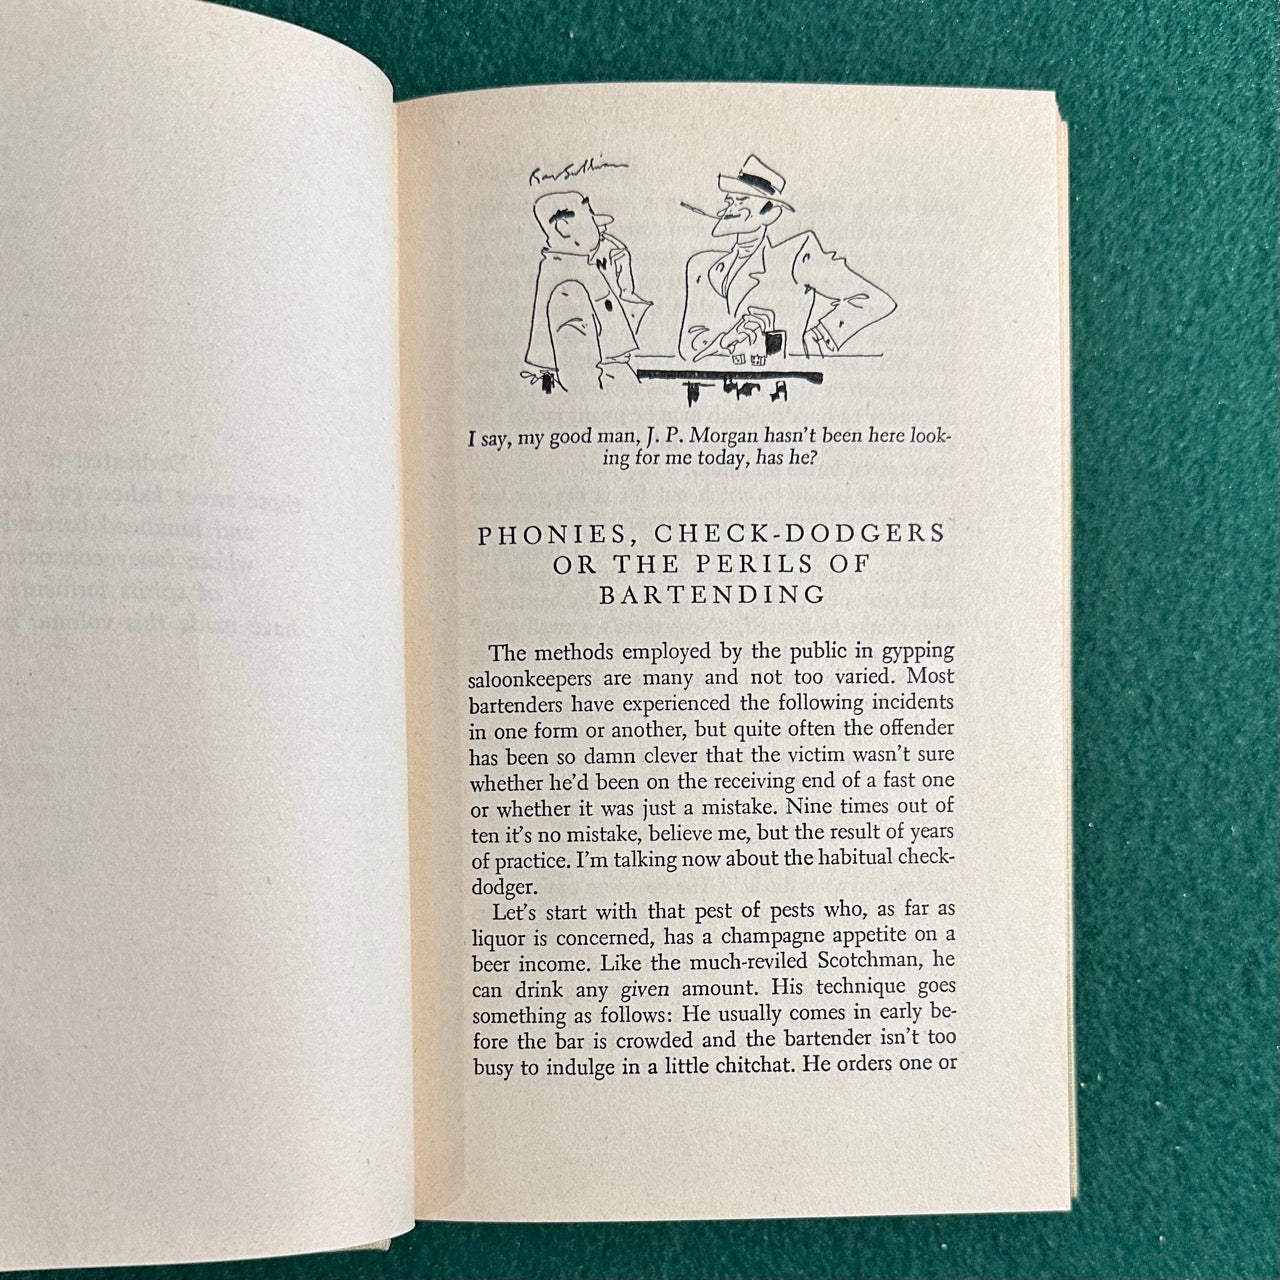 Ray Sullivan
I say, my good man, J. P. Morgan hasn't been here look-
ing for me today, has he?
PHONIES, CHECK-DODGERS
OR THE PERILS OF
BARTENDING
The methods employed by the public in gypping
saloonkeepers are many and not too varied. Most
bartenders have experienced the following incidents
in one form or another, but quite often the offender
has been so damn clever that the victim wasn't sure
whether he'd been on the receiving end of a fast one
or whether it was just a mistake. Nine times out of
ten it's no mistake, believe me, but the result of years
of practice. I'm talking now about the habitual check-
dodger.
Let's start with that pest of pests who, as far as
liquor is concerned, has a champagne appetite on a
beer income. Like the much-reviled Scotchman, he
can drink any given amount. His technique goes
something as follows: He usually comes in early be-
fore the bar is crowded and the bartender isn't too
busy to indulge in a little chitchat. He orders one or